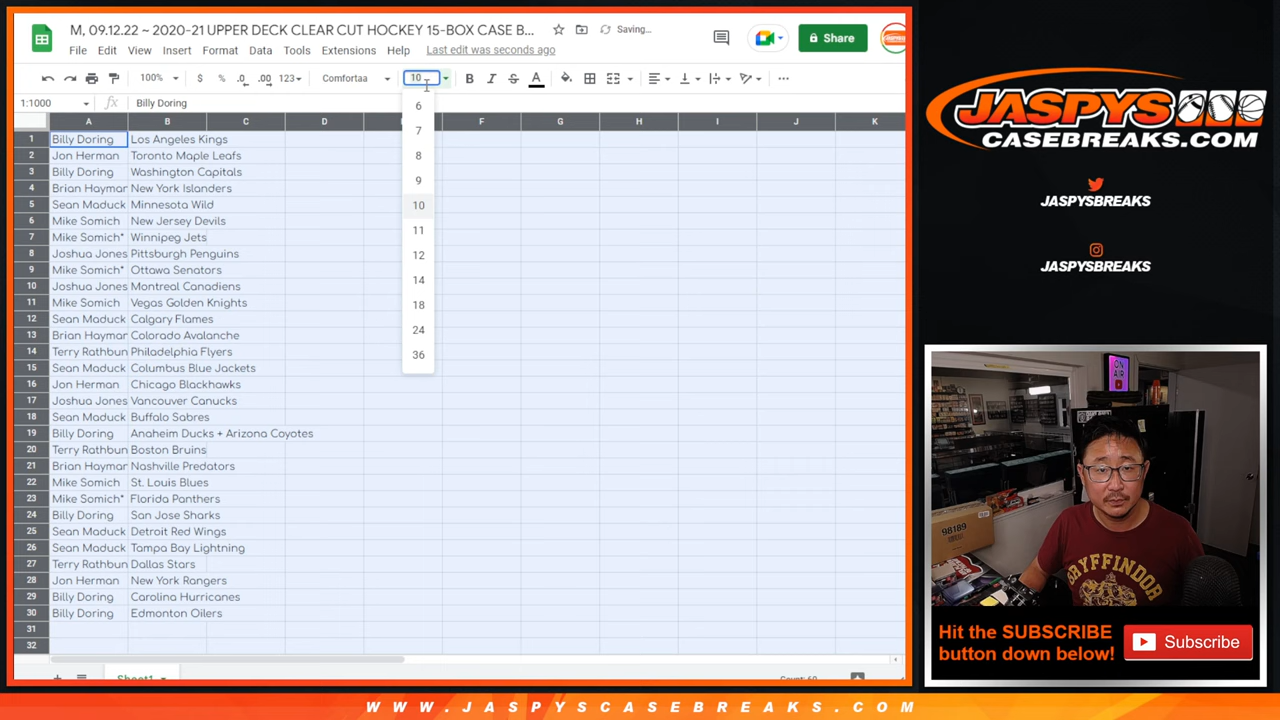 M, 09.12.22 ~ 2020-21 UPPER DECK CLEAR CUT HOCKEY 15-BOX CASE B...
Saving...
Share
File Edit View Insert Format Data Tools Extensions Help Last edit was seconds ago
100% $ % .0 .00 123 Comfortaa 10 B I S A
1:1000 fx Billy Doring
A B C D F G H I J K
1 Billy Doring Los Angeles Kings
2 Jon Herman Toronto Maple Leafs
3 Billy Doring Washington Capitals
4 Brian Hayman New York Islanders
5 Sean Maduck Minnesota Wild
6 Mike Somich New Jersey Devils
7 Mike Somich* Winnipeg Jets
8 Joshua Jones Pittsburgh Penguins
9 Mike Somich* Ottawa Senators
10 Joshua Jones Montreal Canadiens
11 Mike Somich Vegas Golden Knights
12 Sean Maduck Calgary Flames
13 Brian Hayman Colorado Avalanche
14 Terry Rathbun Philadelphia Flyers
15 Sean Maduck Columbus Blue Jackets
16 Jon Herman Chicago Blackhawks
17 Joshua Jones Vancouver Canucks
18 Sean Maduck Buffalo Sabres
19 Billy Doring Anaheim Ducks + Arizona Coyotes
20 Terry Rathbun Boston Bruins
21 Brian Hayman Nashville Predators
22 Mike Somich St. Louis Blues
23 Mike Somich* Florida Panthers
24 Billy Doring San Jose Sharks
25 Sean Maduck Detroit Red Wings
26 Sean Maduck Tampa Bay Lightning
27 Terry Rathbun Dallas Stars
28 Jon Herman New York Rangers
29 Billy Doring Carolina Hurricanes
30 Billy Doring Edmonton Oilers
31
32
6
7
8
9
10
11
12
14
18
24
36
Sheet1
Count: 60
JASPYS
CASEBREAKS.COM
JASPYSBREAKS
JASPYSBREAKS
ON
AIR
98189
GRYFFINDOR
Hit the SUBSCRIBE
button down below!
Subscribe
WWW.JASPYSCASEBREAKS.COM